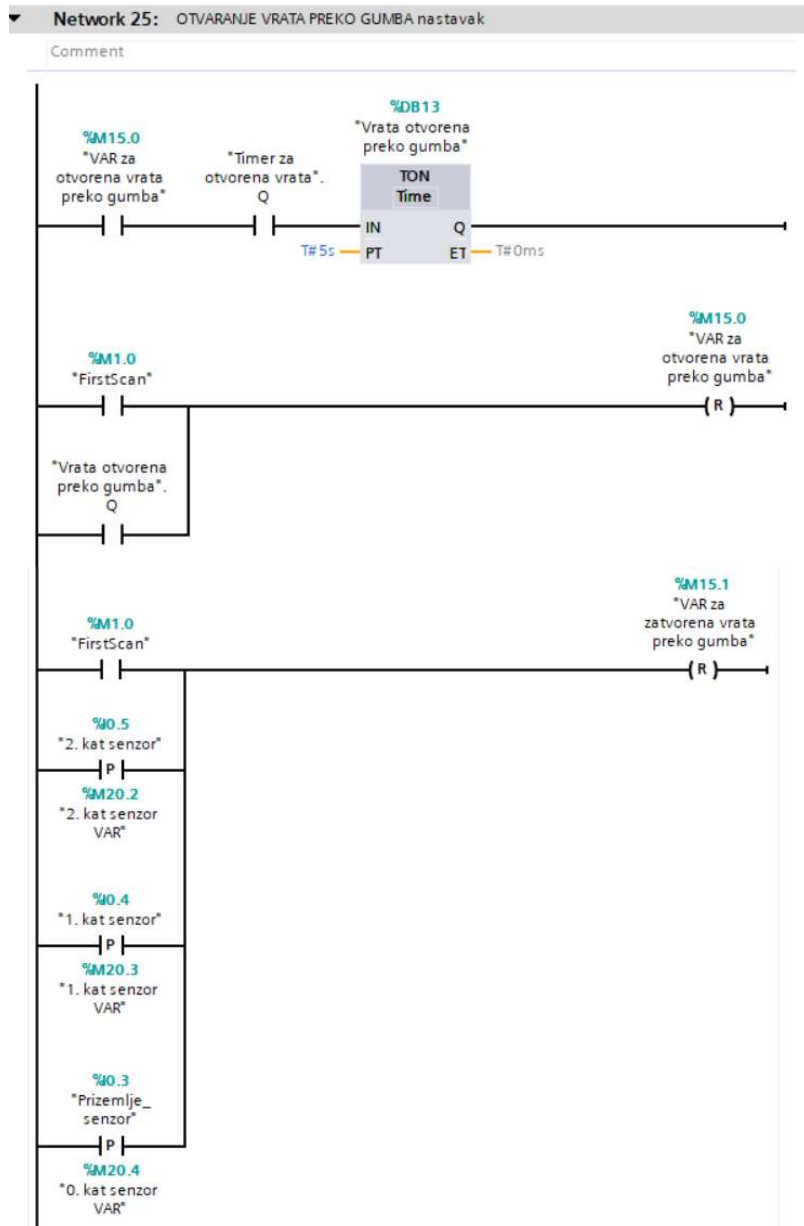 Network 25: OTVARANJE VRATA PREKO GUMBA nastavak
Comment
%DB13
"Vrata otvorena
preko gumba"
%M15.0
"VAR za
otvorena vrata
preko gumba"
"Timer za
otvorena vrata".
Q
TON
Time
IN Q
T#5s PT ET T#0ms
%M15.0
"VAR za
otvorena vrata
preko gumba"
%M1.0
"FirstScan"
R
"Vrata otvorena
preko gumba".
Q
%M15.1
"VAR za
zatvorena vrata
preko gumba"
%M1.0
"FirstScan"
R
%I0.5
"2. kat senzor"
P
%M20.2
"2. kat senzor
VAR"
%I0.4
"1. kat senzor"
P
%M20.3
"1. kat senzor
VAR"
%I0.3
"Prizemlje_
senzor"
P
%M20.4
"0. kat senzor
VAR"